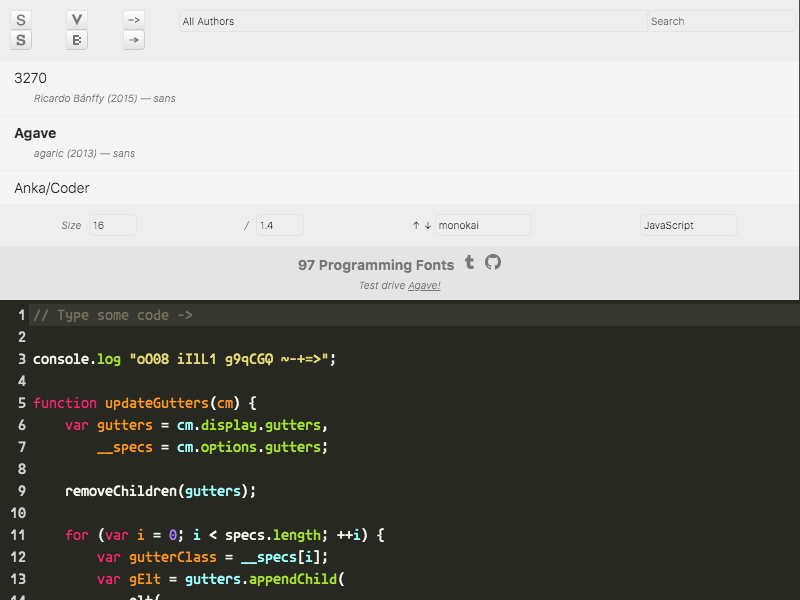 S V -> All Authors Search
S B →
3270
Ricardo Bánffy (2015) — sans
Agave
agaric (2013) — sans
Anka/Coder
Size 16 / 1.4 ↑ ↓ monokai JavaScript
97 Programming Fonts t
Test drive Agave!
1 // Type some code ->
2
3 console.log "oO08 iIlL1 g9qCGQ ~-+=>";
4
5 function updateGutters(cm) {
6 var gutters = cm.display.gutters,
7 __specs = cm.options.gutters;
8
9 removeChildren(gutters);
10
11 for (var i = 0; i < specs.length; ++i) {
12 var gutterClass = __specs[i];
13 var gElt = gutters.appendChild(
14 elt(